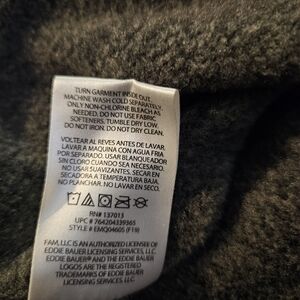 TURN GARMENT INSIDE OUT,
MACHINE WASH COLD SEPARATELY,
ONLY NON-CHLORINE BLEACH AS
NEEDED. DO NOT USE FABRIC
SOFTENERS. TUMBLE DRY LOW.
DO NOT IRON. DO NOT DRY CLEAN.
VOLTEAR AL REVES ANTES DE LAVAR.
LAVAR A MAQUINA CON AGUA FRIA
POR SEPARADO. USAR BLANQUEADOR
SIN CLORO CUANDO SEA NECESARIO.
NO USAR SUAVIZANTES. SECAR EN
SECADORA A TEMPERATURA BAJA.
NO PLANCHAR. NO LAVAR EN SECO.
RN# 137013
UPC # 764204339365
STYLE # EMQ04605 (F19)
FAM, LLC IS AN AUTHORIZED LICENSEE OF
EDDIE BAUER LICENSING SERVICES, LLC.
EDDIE BAUER® AND THE EDDIE BAUER
LOGOS ARE THE REGISTERED
TRADEMARKS OF EDDIE BAUER
LICENSING SERVICES, LLC.